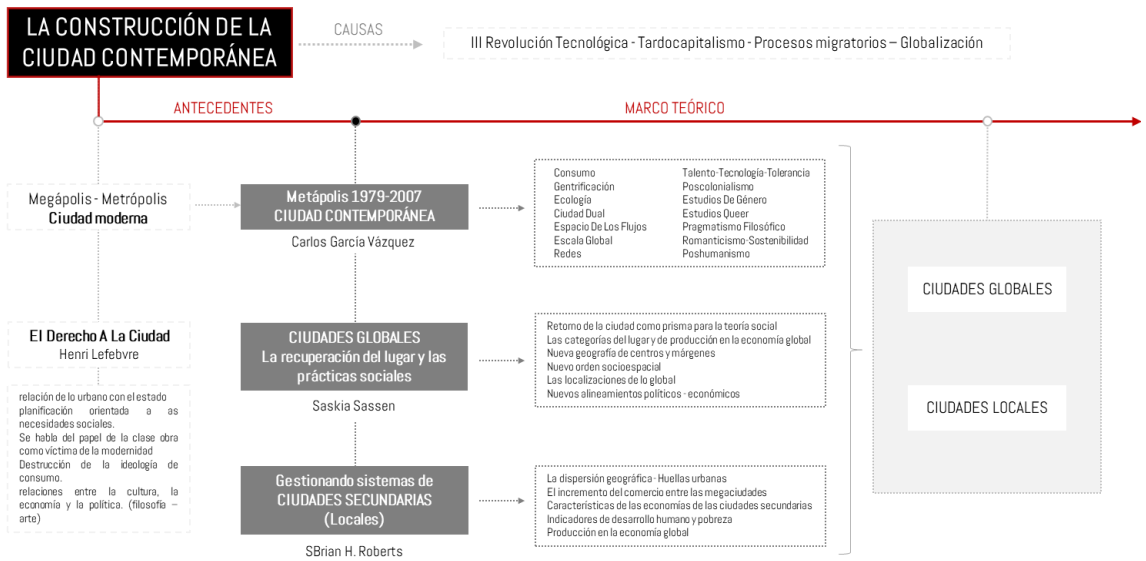 LA CONSTRUCCIÓN DE LA
CIUDAD CONTEMPORÁNEA
CAUSAS
III Revolución Tecnológica - Tardocapitalismo - Procesos migratorios – Globalización
ANTECEDENTES
MARCO TEÓRICO
Megápolis - Metrópolis
Ciudad moderna
El Derecho A La Ciudad
Henri Lefebvre
relación de lo urbano con el estado
planificación orientada a as
necesidades sociales.
Se habla del papel de la clase obra
como víctima de la modernidad
Destrucción de la ideología de
consumo.
relaciones entre la cultura, la
economía y la política. (filosofía –
arte)
Metápolis 1979-2007
CIUDAD CONTEMPORÁNEA
Carlos García Vázquez
CIUDADES GLOBALES
La recuperación del lugar y las
prácticas sociales
Saskia Sassen
Gestionando sistemas de
CIUDADES SECUNDARIAS
(Locales)
SBrian H. Roberts
Consumo
Gentrificación
Ecología
Ciudad Dual
Espacio De Los Flujos
Escala Global
Redes
Talento-Tecnología-Tolerancia
Poscolonialismo
Estudios De Género
Estudios Queer
Pragmatismo Filosófico
Romanticismo-Sostenibilidad
Poshumanismo
Retorno de la ciudad como prisma para la teoría social
Las categorías del lugar y de producción en la economía global
Nueva geografía de centros y márgenes
Nuevo orden socioespacial
Las localizaciones de lo global
Nuevos alineamientos políticos - económicos
La dispersión geográfica- Huellas urbanas
El incremento del comercio entre las megaciudades
Características de las economías de las ciudades secundarias
Indicadores de desarrollo humano y pobreza
Producción en la economía global
CIUDADES GLOBALES
CIUDADES LOCALES